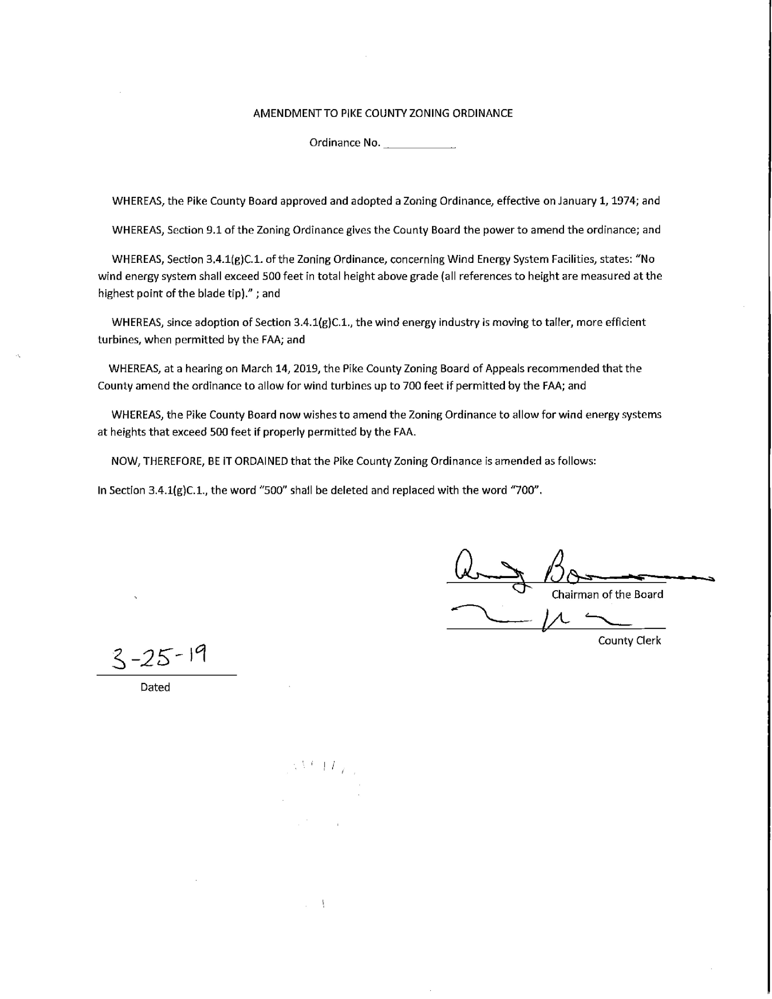 AMENDMENT TO PIKE COUNTY ZONING ORDINANCE
Ordinance No. ____________
WHEREAS, the Pike County Board approved and adopted a Zoning Ordinance, effective on January 1, 1974; and
WHEREAS, Section 9.1 of the Zoning Ordinance gives the County Board the power to amend the ordinance; and
WHEREAS, Section 3.4.1(g)C.1. of the Zoning Ordinance, concerning Wind Energy System Facilities, states: “No
wind energy system shall exceed 500 feet in total height above grade (all references to height are measured at the
highest point of the blade tip).” ; and
WHEREAS, since adoption of Section 3.4.1(g)C.1., the wind energy industry is moving to taller, more efficient
turbines, when permitted by the FAA; and
WHEREAS, at a hearing on March 14, 2019, the Pike County Zoning Board of Appeals recommended that the
County amend the ordinance to allow for wind turbines up to 700 feet if permitted by the FAA; and
WHEREAS, the Pike County Board now wishes to amend the Zoning Ordinance to allow for wind energy systems
at heights that exceed 500 feet if properly permitted by the FAA.
NOW, THEREFORE, BE IT ORDAINED that the Pike County Zoning Ordinance is amended as follows:
In Section 3.4.1(g)C.1., the word “500” shall be deleted and replaced with the word “700”.
Chairman of the Board
County Clerk
3-25-19
Dated